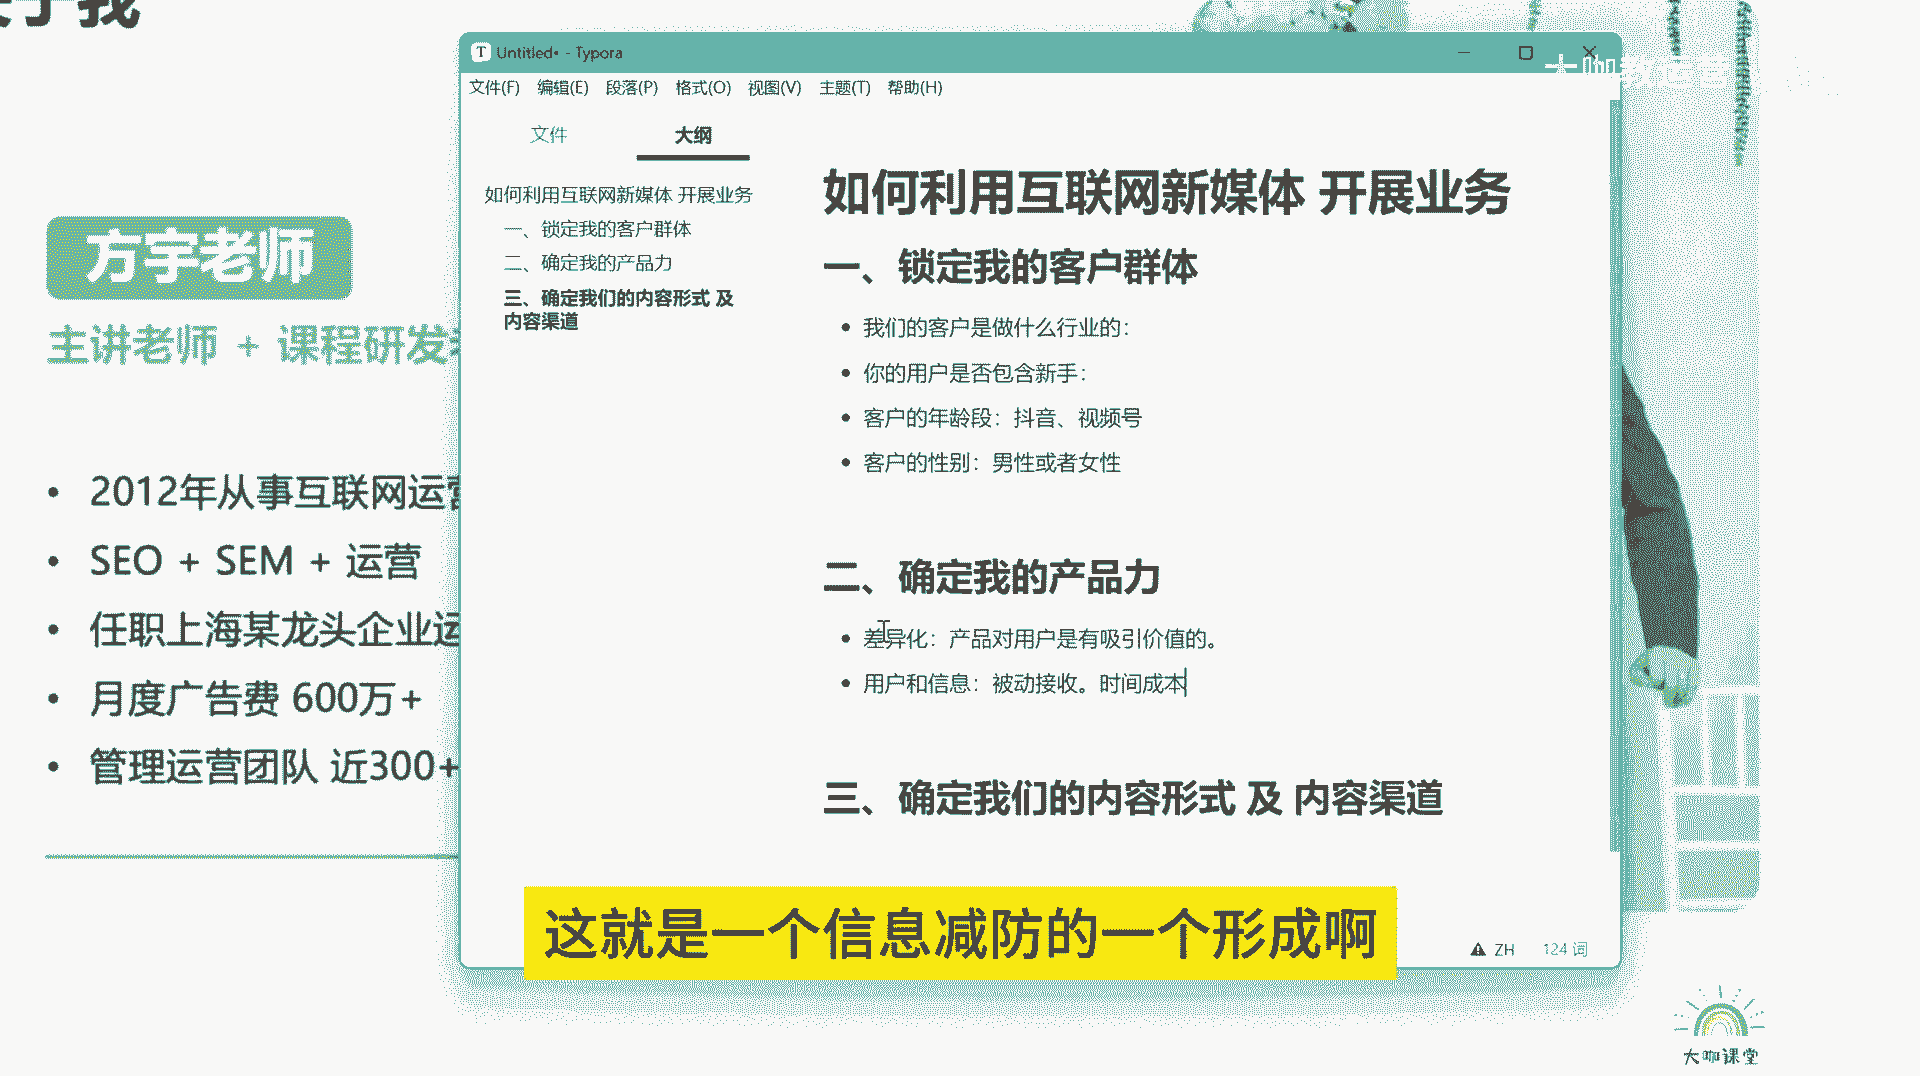 于我
方宇老师
主讲老师 + 课程研发
2012年从事互联网运营
SEO + SEM + 运营
任职上海某龙头企业运
月度广告费 600万+
管理运营团队 近300+
Untitled• - Typora
文件(F) 编辑(E) 段落(P) 格式(O) 视图(V) 主题(T) 帮助(H)
文件 大纲
如何利用互联网新媒体 开展业务
一、锁定我的客户群体
二、确定我的产品力
三、确定我们的内容形式 及
内容渠道
如何利用互联网新媒体 开展业务
一、锁定我的客户群体
我们的客户是做什么行业的：
你的用户是否包含新手：
客户的年龄段：抖音、视频号
客户的性别：男性或者女性
二、确定我的产品力
差异化：产品对用户是有吸引价值的。
用户和信息：被动接收。时间成本
三、确定我们的内容形式 及 内容渠道
ZH 124 词
这就是一个信息减防的一个形成啊
大咖教运营
大咖课堂